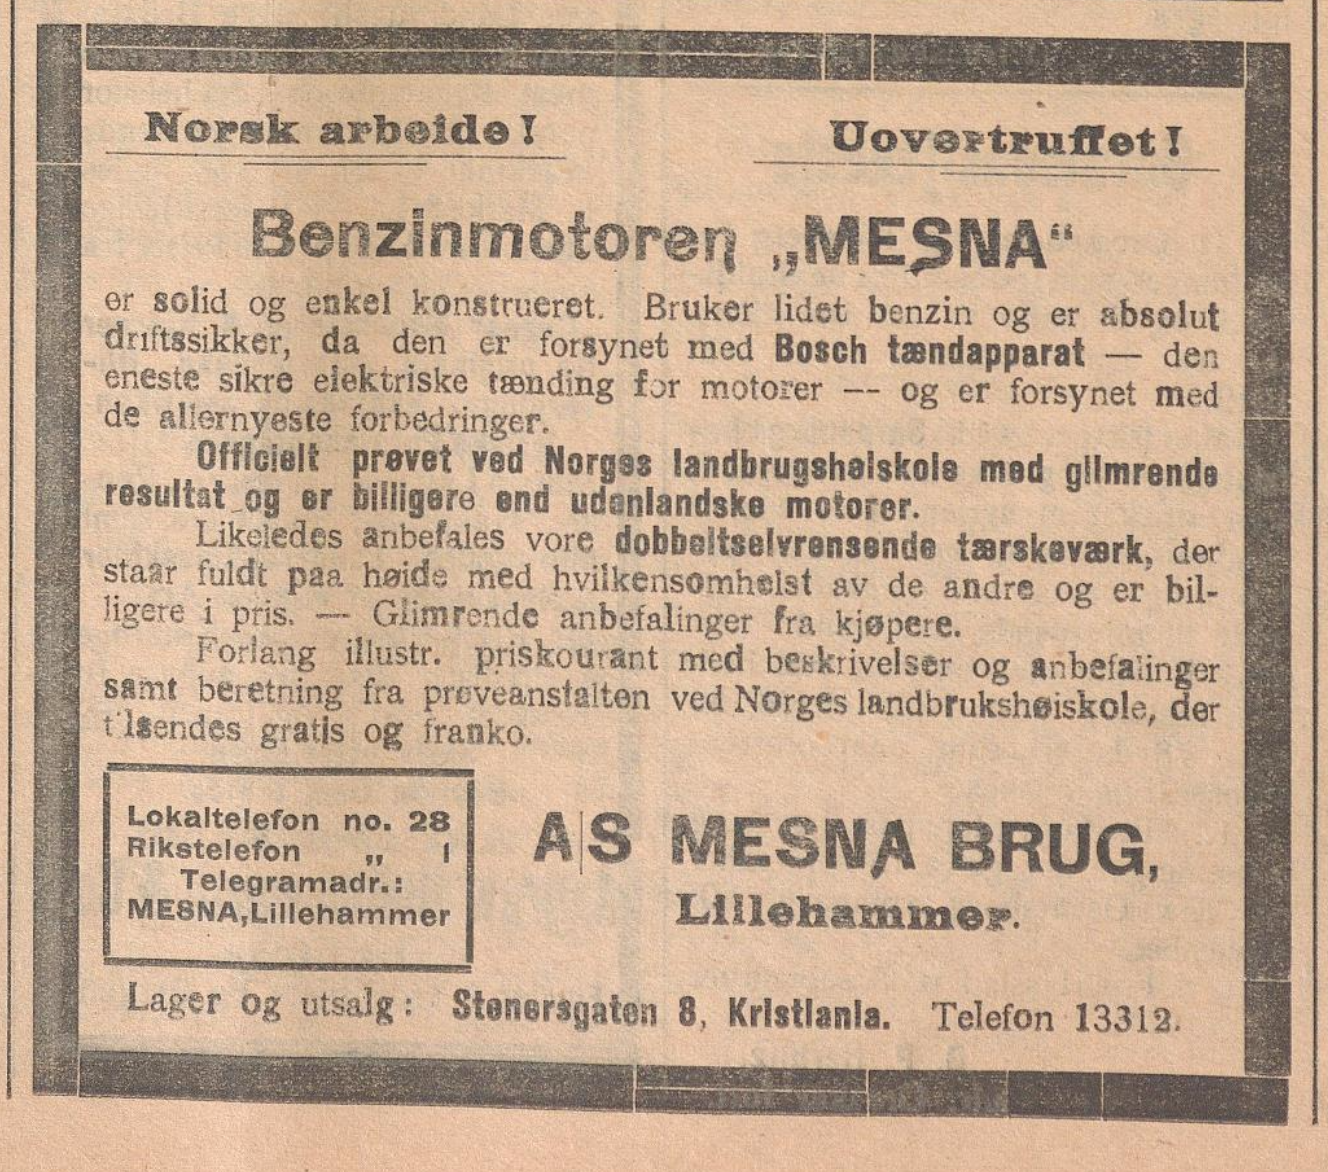 Norsk arbeide!
Uovertruffet!
Benzinmotoren „MESNA“
er solid og enkel konstrueret. Bruker lidet benzin og er absolut
driftssikker, da den er forsynet med Bosch tændapparat — den
eneste sikre elektriske tænding for motorer — og er forsynet med
de allernyeste forbedringer.
Officielt prøvet ved Norges landbrugshøiskole med glimrende
resultat og er billigere end udenlandske motorer.
Likeledes anbefales vore dobbeltselvrensende tærskeværk, der
staar fuldt paa høide med hvilkensomhelst av de andre og er bil-
ligere i pris. — Glimrende anbefalinger fra kjøpere.
Forlang illustr. priskourant med beskrivelser og anbefalinger
samt beretning fra prøveanstalten ved Norges landbrukshøiskole, der
tilsendes gratis og franko.
Lokaltelefon no. 28
Rikstelefon „ 1
Telegramadr.:
MESNA, Lillehammer
A/S MESNA BRUG,
Lillehammer.
Lager og utsalg: Stenersgaten 8, Kristiania. Telefon 13312.